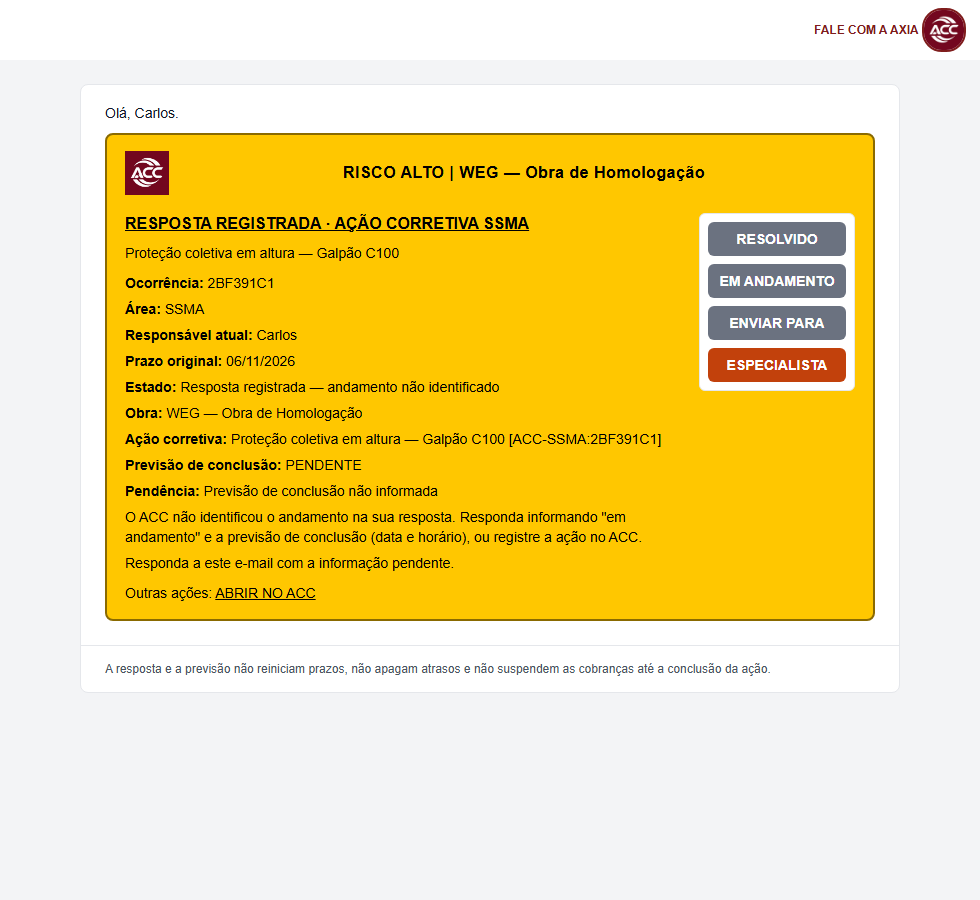 FALE COM A AXIA
ACC
Olá, Carlos.
ACC
RISCO ALTO | WEG — Obra de Homologação
RESPOSTA REGISTRADA · AÇÃO CORRETIVA SSMA
Proteção coletiva em altura — Galpão C100
Ocorrência: 2BF391C1
Área: SSMA
Responsável atual: Carlos
Prazo original: 06/11/2026
Estado: Resposta registrada — andamento não identificado
Obra: WEG — Obra de Homologação
Ação corretiva: Proteção coletiva em altura — Galpão C100 [ACC-SSMA:2BF391C1]
Previsão de conclusão: PENDENTE
Pendência: Previsão de conclusão não informada
O ACC não identificou o andamento na sua resposta. Responda informando "em
andamento" e a previsão de conclusão (data e horário), ou registre a ação no ACC.
Responda a este e-mail com a informação pendente.
Outras ações: ABRIR NO ACC
RESOLVIDO
EM ANDAMENTO
ENVIAR PARA
ESPECIALISTA
A resposta e a previsão não reiniciam prazos, não apagam atrasos e não suspendem as cobranças até a conclusão da ação.